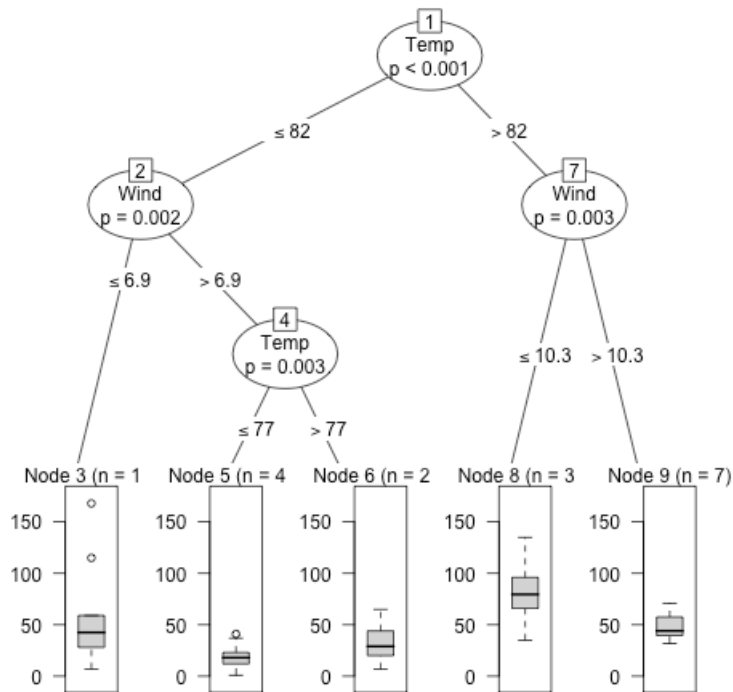 1
Temp
p < 0.001
≤ 82
> 82
2
Wind
p = 0.002
7
Wind
p = 0.003
≤ 6.9
> 6.9
4
Temp
p = 0.003
≤ 10.3
> 10.3
≤ 77
> 77
Node 3 (n = 1
Node 5 (n = 4
Node 6 (n = 2
Node 8 (n = 3
Node 9 (n = 7)
150
100
50
0
150
100
50
0
150
100
50
0
150
100
50
0
150
100
50
0